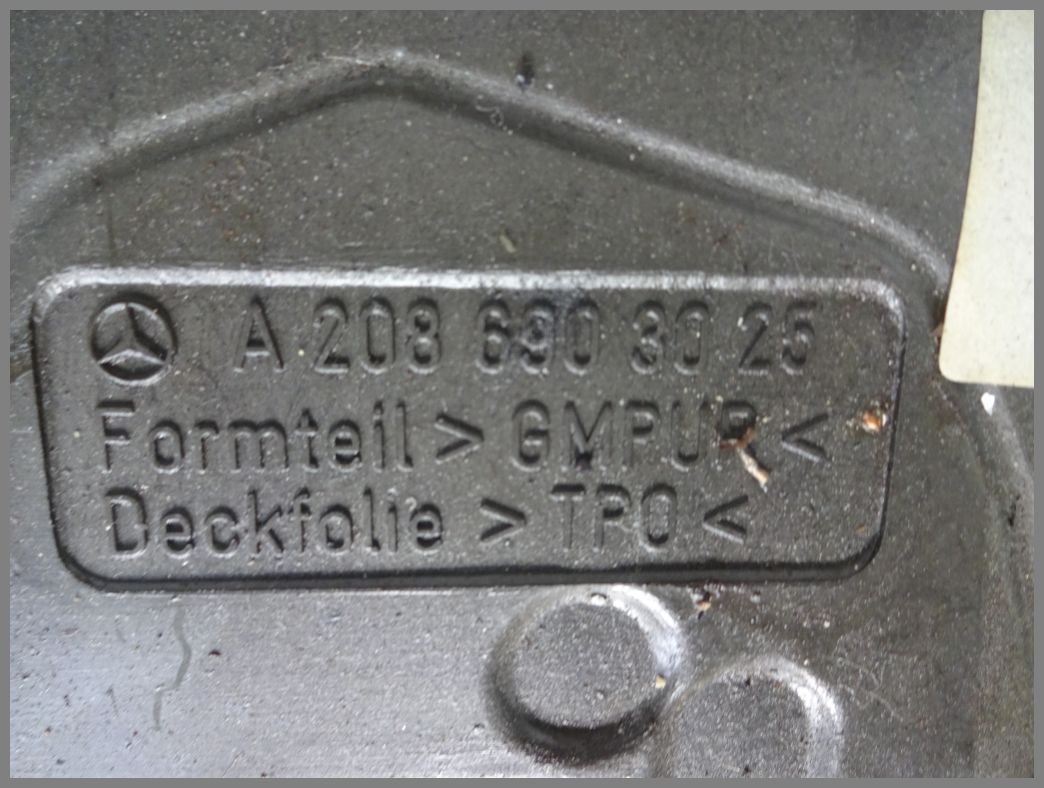 A 208 690 30 25
Formteil > GMPUR <
Deckfolie > TPO <